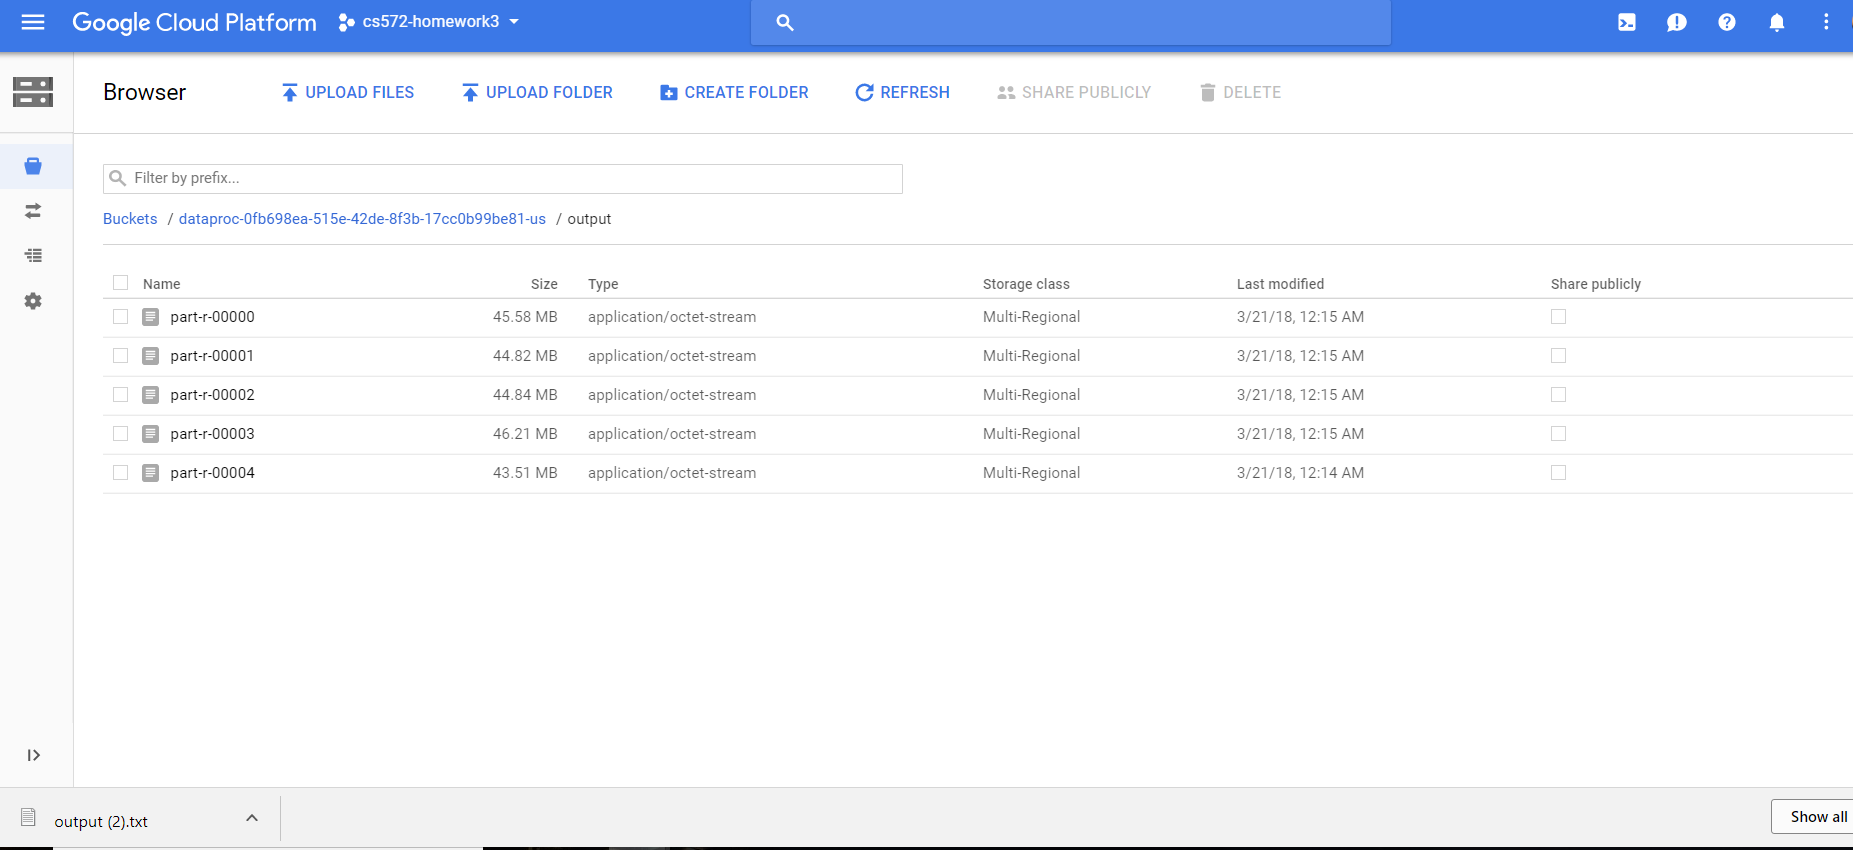 Google Cloud Platform cs572-homework3
Browser UPLOAD FILES UPLOAD FOLDER CREATE FOLDER REFRESH SHARE PUBLICLY DELETE
Filter by prefix...
Buckets / dataproc-0fb698ea-515e-42de-8f3b-17cc0b99be81-us / output
Name Size Type Storage class Last modified Share publicly
part-r-00000 45.58 MB application/octet-stream Multi-Regional 3/21/18, 12:15 AM
part-r-00001 44.82 MB application/octet-stream Multi-Regional 3/21/18, 12:15 AM
part-r-00002 44.84 MB application/octet-stream Multi-Regional 3/21/18, 12:15 AM
part-r-00003 46.21 MB application/octet-stream Multi-Regional 3/21/18, 12:15 AM
part-r-00004 43.51 MB application/octet-stream Multi-Regional 3/21/18, 12:14 AM
output (2).txt Show all